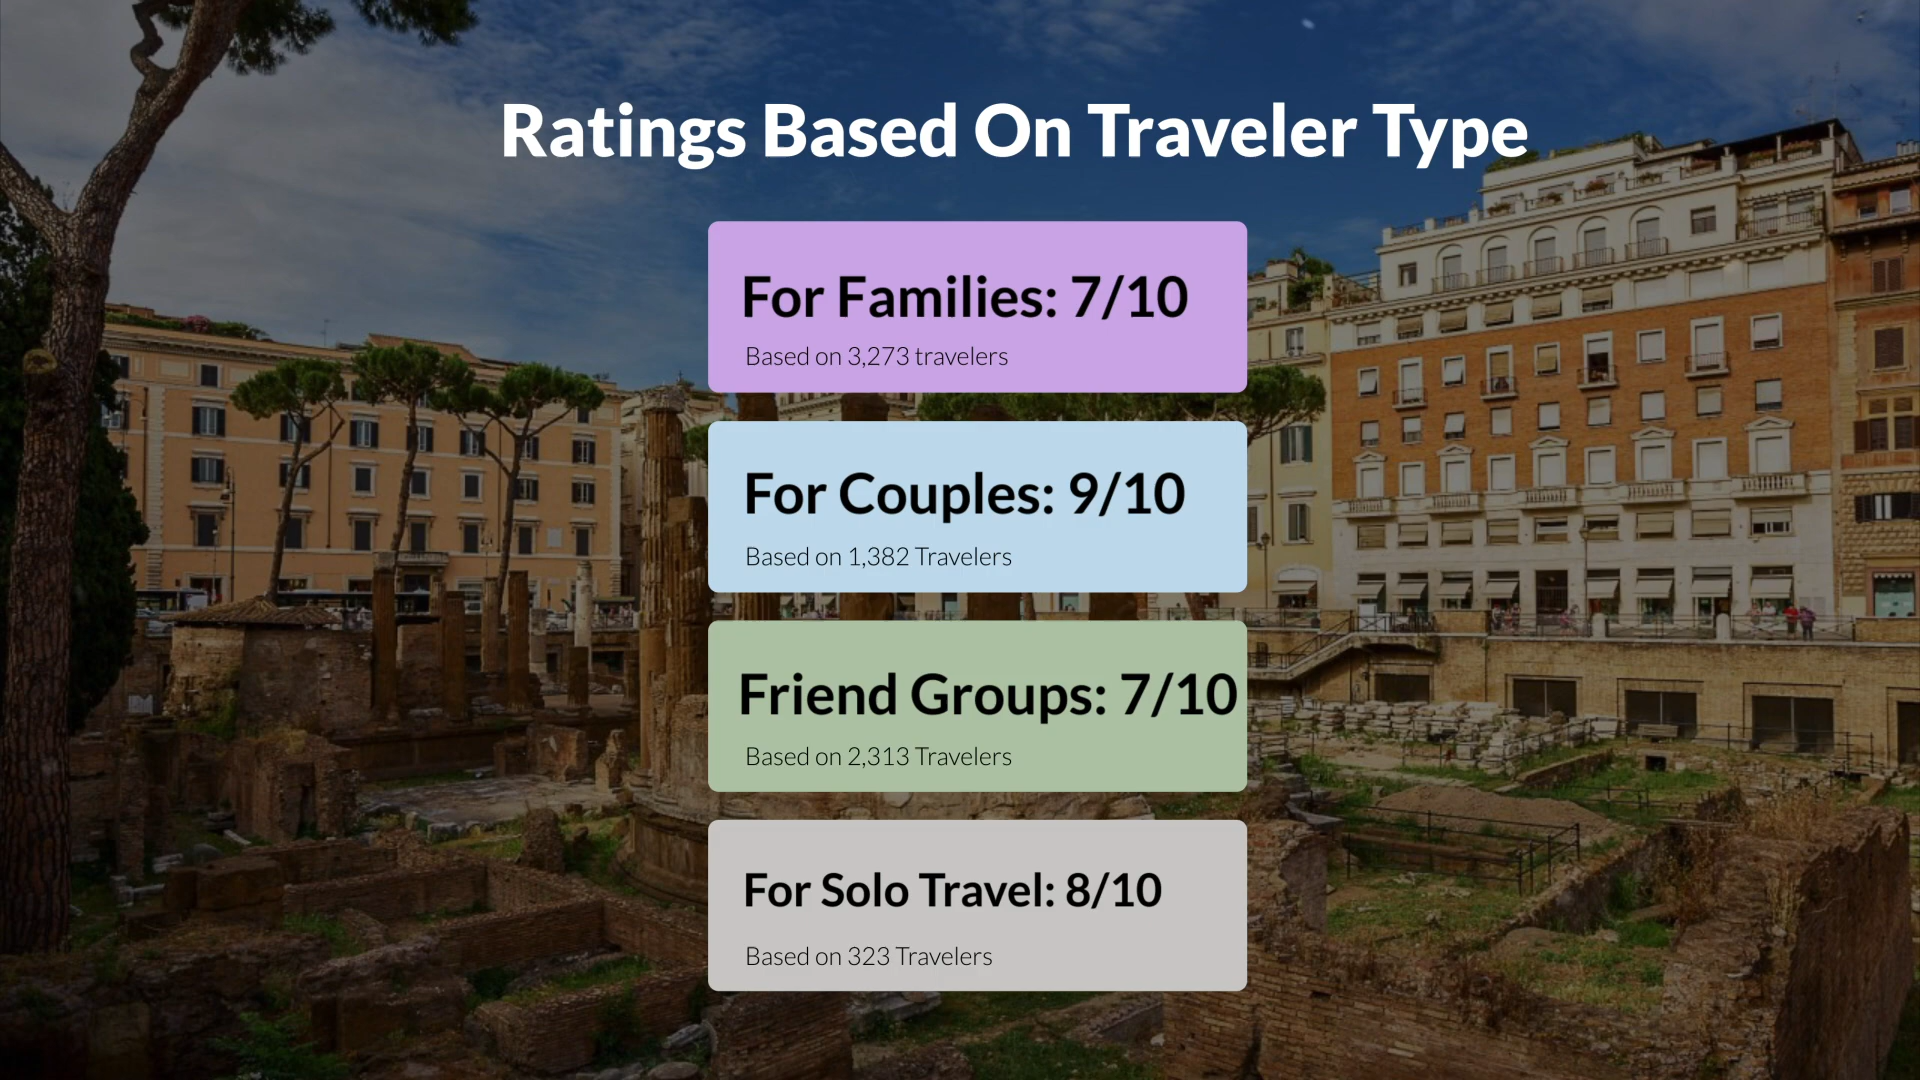 Ratings Based On Traveler Type
For Families: 7/10
Based on 3,273 travelers
For Couples: 9/10
Based on 1,382 Travelers
Friend Groups: 7/10
Based on 2,313 Travelers
For Solo Travel: 8/10
Based on 323 Travelers